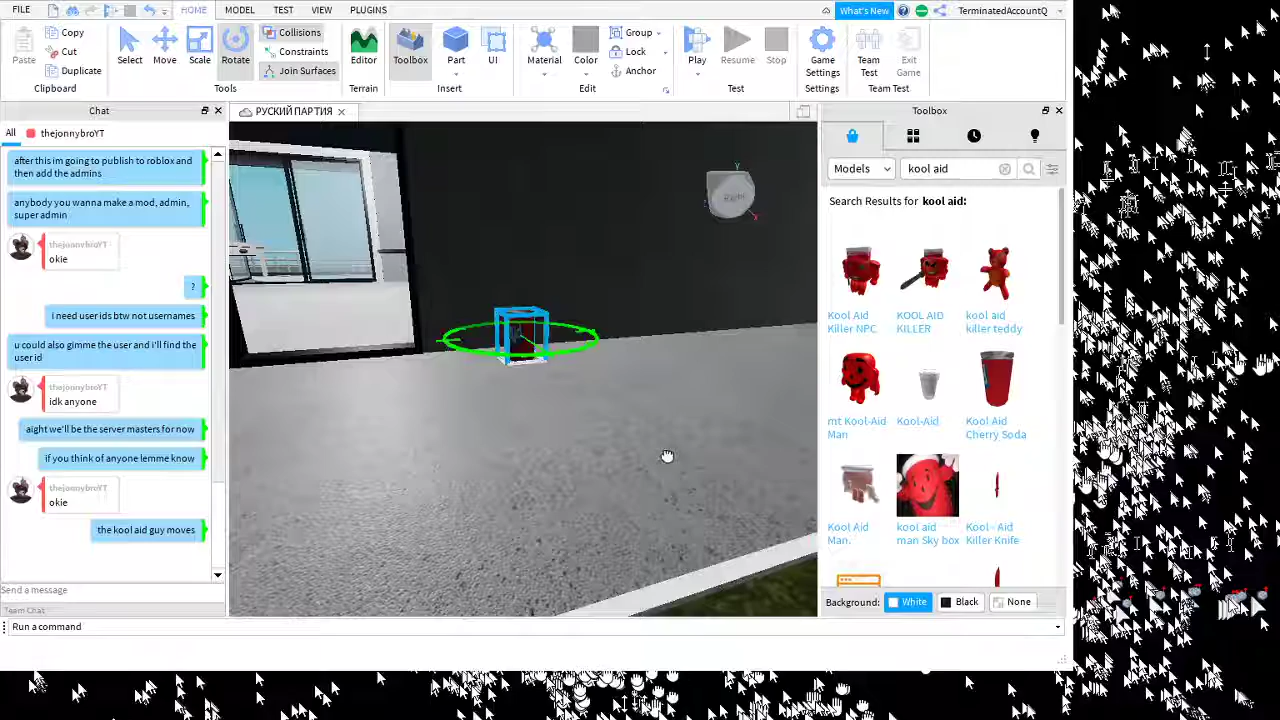 FILE
HOME
MODEL
TEST
VIEW
PLUGINS
What's New
TerminatedAccountQ
Paste
Copy
Cut
Duplicate
Clipboard
Select
Move
Scale
Rotate
Collisions
Constraints
Join Surfaces
Tools
Editor
Terrain
Toolbox
Part
UI
Insert
Material
Color
Group
Lock
Anchor
Edit
Play
Resume
Stop
Test
Game
Settings
Settings
Team
Test
Exit
Game
Team Test
Chat
All
thejonnybroYT
after this im going to publish to roblox and
then add the admins
anybody you wanna make a mod, admin,
super admin
thejonnybroYT
okie
?
i need user ids btw not usernames
u could also gimme the user and i'll find the
user id
thejonnybroYT
idk anyone
aight we'll be the server masters for now
if you think of anyone lemme know
thejonnybroYT
okie
the kool aid guy moves
Send a message
Team Chat
РУСКИЙ ПАРТИЯ
Y
X
Toolbox
Models
kool aid
Search Results for kool aid:
Kool Aid
Killer NPC
KOOL AID
KILLER
kool aid
killer teddy
mt Kool-Aid
Man
Kool-Aid
Kool Aid
Cherry Soda
Kool Aid
Man.
kool aid
man Sky box
Kool - Aid
Killer Knife
Background:
White
Black
None
Run a command